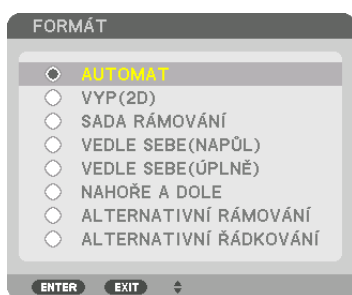 FORMÁT
AUTOMAT
VYP(2D)
SADA RÁMOVÁNÍ
VEDLE SEBE(NAPŮL)
VEDLE SEBE(ÚPLNĚ)
NAHOŘE A DOLE
ALTERNATIVNÍ RÁMOVÁNÍ
ALTERNATIVNÍ ŘÁDKOVÁNÍ
ENTER EXIT